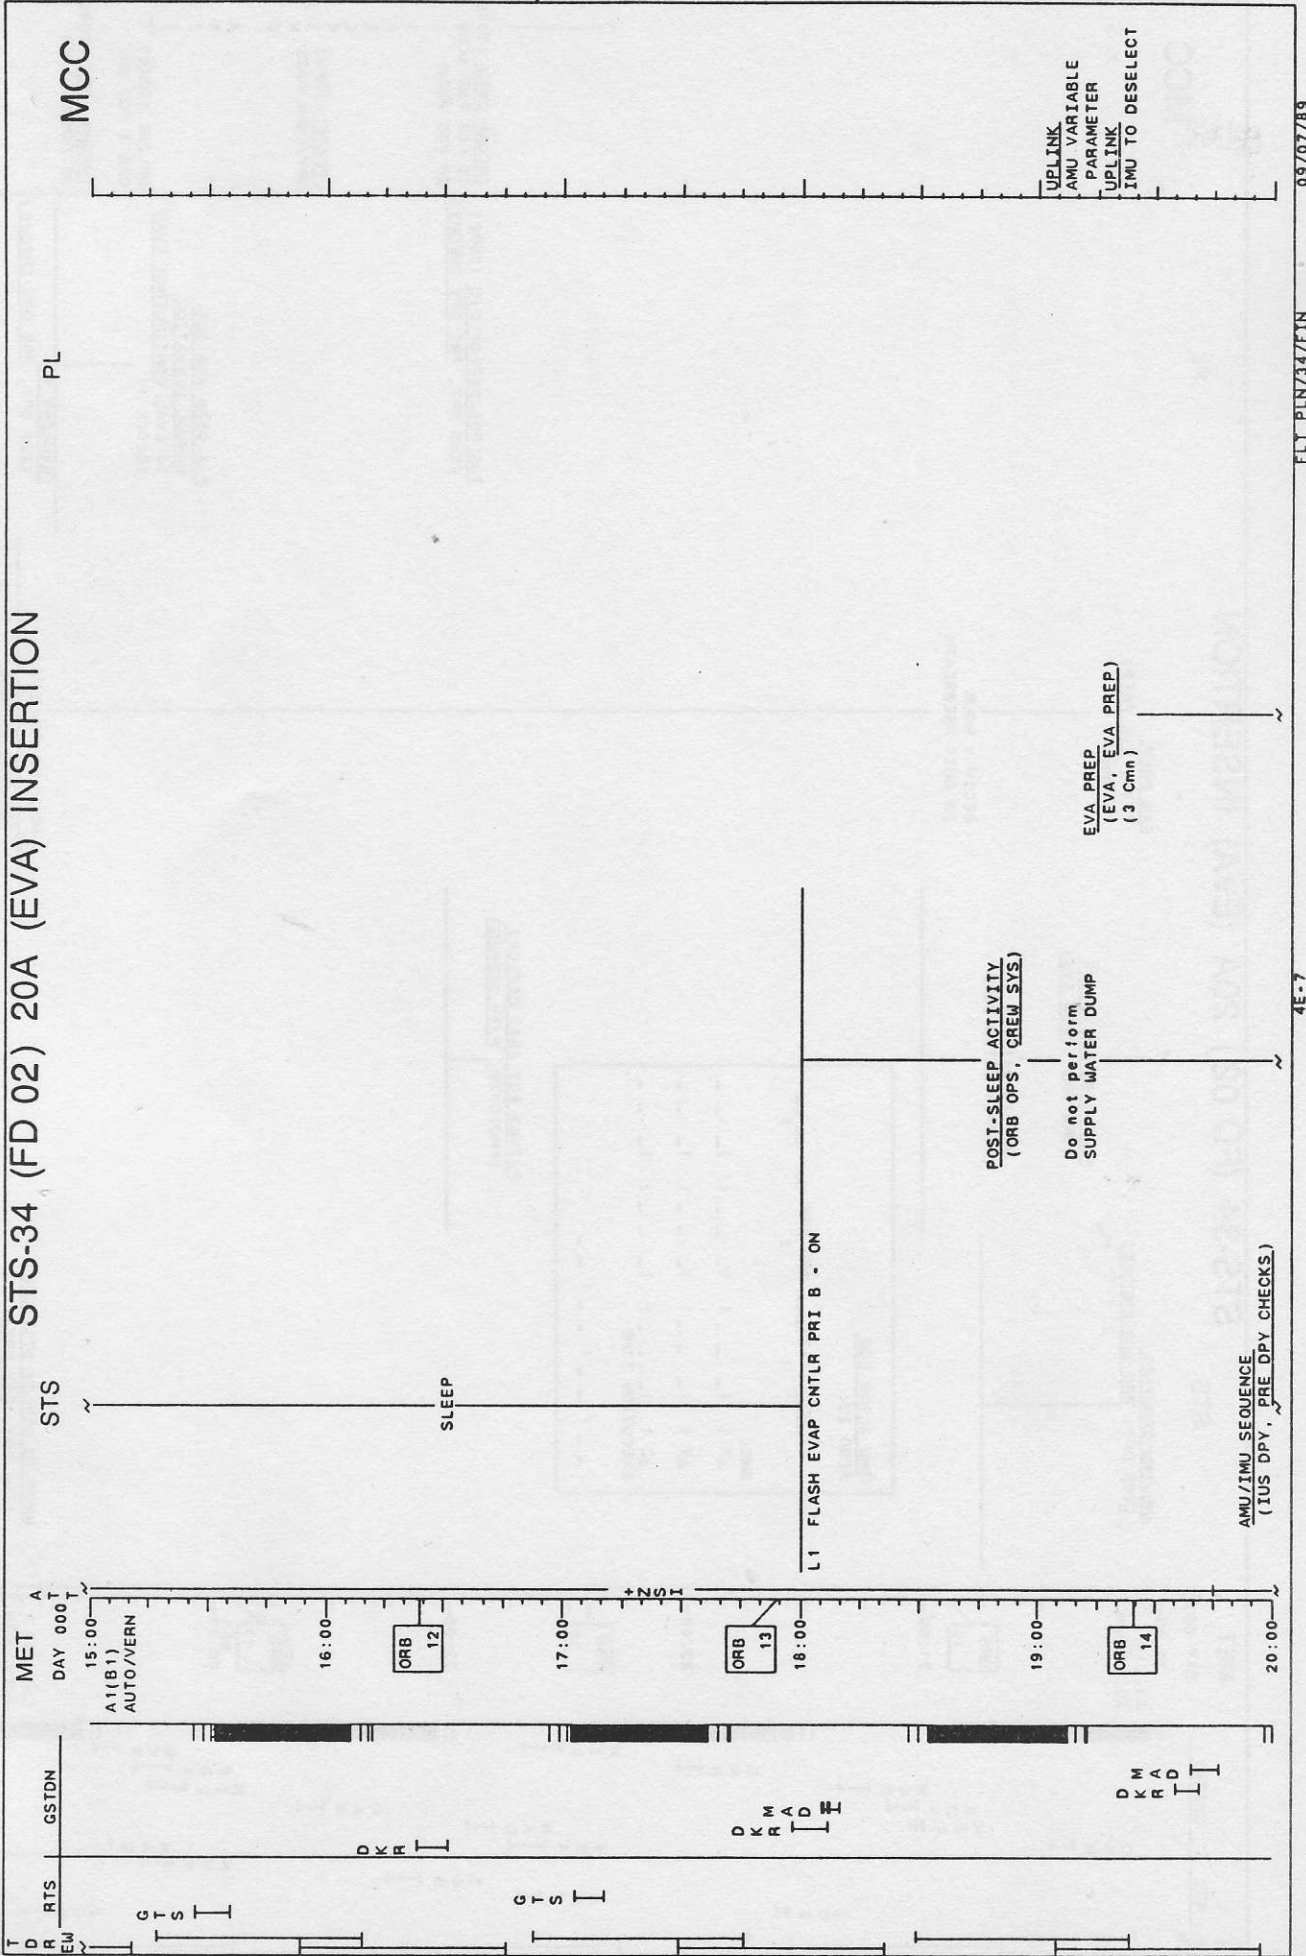 STS-34 (FD 02) 20A (EVA) INSERTION
T
D
R
EW
RTS
GSTDN
MET
DAY 000
A
T
T
STS
PL
MCC
15:00
A1(B1)
AUTO/VERN
G
T
S
16:00
D
K
R
ORB
12
SLEEP
17:00
G
T
S
+
Z
S
I
ORB
13
D
K
R
M
A
D
18:00
L1 FLASH EVAP CNTLR PRI B - ON
POST-SLEEP ACTIVITY
(ORB OPS, CREW SYS)
Do not perform
SUPPLY WATER DUMP
19:00
UPLINK
AMU VARIABLE
PARAMETER
UPLINK
IMU TO DESELECT
EVA PREP
(EVA, EVA PREP)
(3 Cmn)
ORB
14
D
K
R
M
A
D
AMU/IMU SEQUENCE
(IUS DPY, PRE DPY CHECKS)
20:00
4E-7
FLT PLN/34/FIN
09/07/89